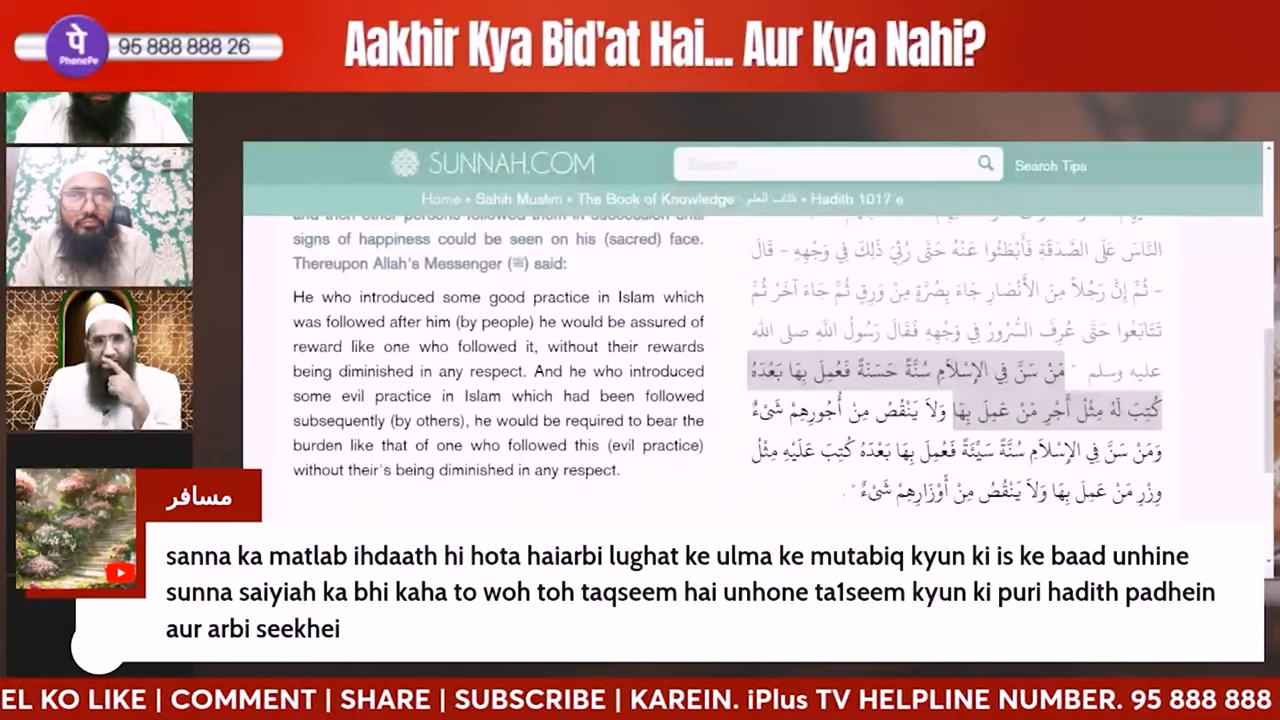 पे
PhonePe
95 888 888 26
Aakhir Kya Bid'at Hai... Aur Kya Nahi?
SUNNAH.COM
Search
Search Tips
Home » Sahih Muslim » The Book of Knowledge - كتاب العلم » Hadith 1017 e
and then other persons followed them in succession until
signs of happiness could be seen on his (sacred) face.
Thereupon Allah's Messenger (ﷺ) said:
He who introduced some good practice in Islam which
was followed after him (by people) he would be assured of
reward like one who followed it, without their rewards
being diminished in any respect. And he who introduced
some evil practice in Islam which had been followed
subsequently (by others), he would be required to bear the
burden like that of one who followed this (evil practice)
without their's being diminished in any respect.
النَّاسَ عَلَى الصَّدَقَةِ فَأَبْطَئُوا عَنْهُ حَتَّى رُئِيَ ذَلِكَ فِي وَجْهِهِ - قَالَ
- ثُمَّ إِنَّ رَجُلاً مِنَ الأَنْصَارِ جَاءَ بِصُرَّةٍ مِنْ وَرِقٍ ثُمَّ جَاءَ آخَرُ ثُمَّ
تَتَابَعُوا حَتَّى عُرِفَ السُّرُورُ فِي وَجْهِهِ فَقَالَ رَسُولُ اللَّهِ صلى الله
عليه وسلم " مَنْ سَنَّ فِي الإِسْلاَمِ سُنَّةً حَسَنَةً فَعُمِلَ بِهَا بَعْدَهُ
كُتِبَ لَهُ مِثْلُ أَجْرِ مَنْ عَمِلَ بِهَا وَلاَ يَنْقُصُ مِنْ أُجُورِهِمْ شَىْءٌ
وَمَنْ سَنَّ فِي الإِسْلاَمِ سُنَّةً سَيِّئَةً فَعُمِلَ بِهَا بَعْدَهُ كُتِبَ عَلَيْهِ مِثْلُ
وِزْرِ مَنْ عَمِلَ بِهَا وَلاَ يَنْقُصُ مِنْ أَوْزَارِهِمْ شَىْءٌ " .
مسافر
sanna ka matlab ihdaath hi hota haiarbi lughat ke ulma ke mutabiq kyun ki is ke baad unhine
sunna saiyiah ka bhi kaha to woh toh taqseem hai unhone ta1seem kyun ki puri hadith padhein
aur arbi seekhei
EL KO LIKE | COMMENT | SHARE | SUBSCRIBE | KAREIN. iPlus TV HELPLINE NUMBER. 95 888 888